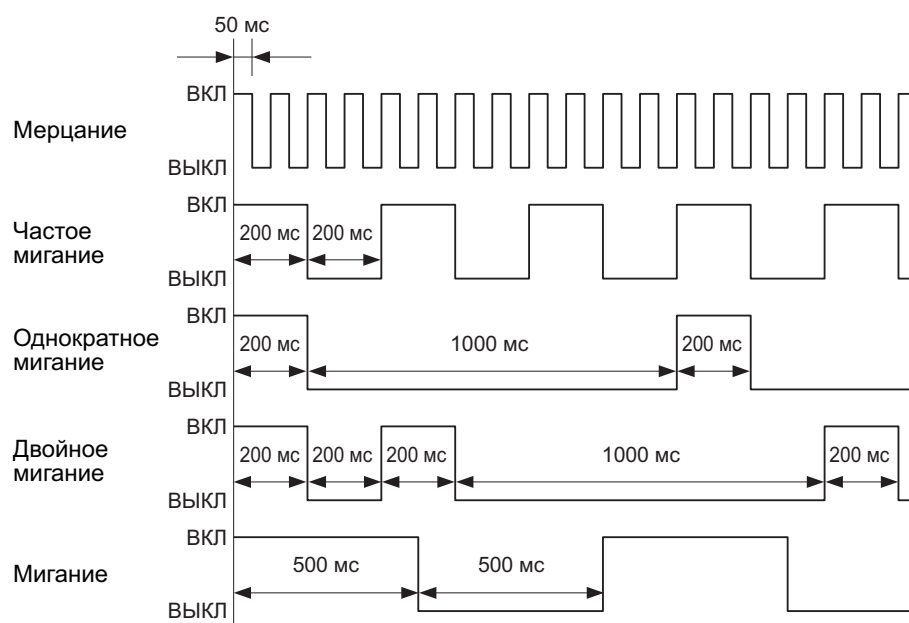 50 мс
ВКЛ
Мерцание
ВЫКЛ
ВКЛ
Частое
мигание
200 мс 200 мс
ВЫКЛ
ВКЛ
Однократное
мигание
200 мс 1000 мс 200 мс
ВЫКЛ
ВКЛ
Двойное
мигание
200 мс 200 мс 200 мс 1000 мс 200 мс
ВЫКЛ
ВКЛ
Мигание
500 мс 500 мс
ВЫКЛ